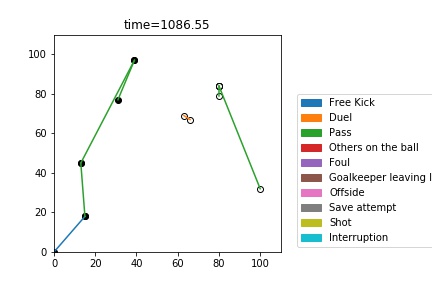 time=1086.55
100
80
60
40
20
0
0 20 40 60 80 100
Free Kick
Duel
Pass
Others on the ball
Foul
Goalkeeper leaving l
Offside
Save attempt
Shot
Interruption